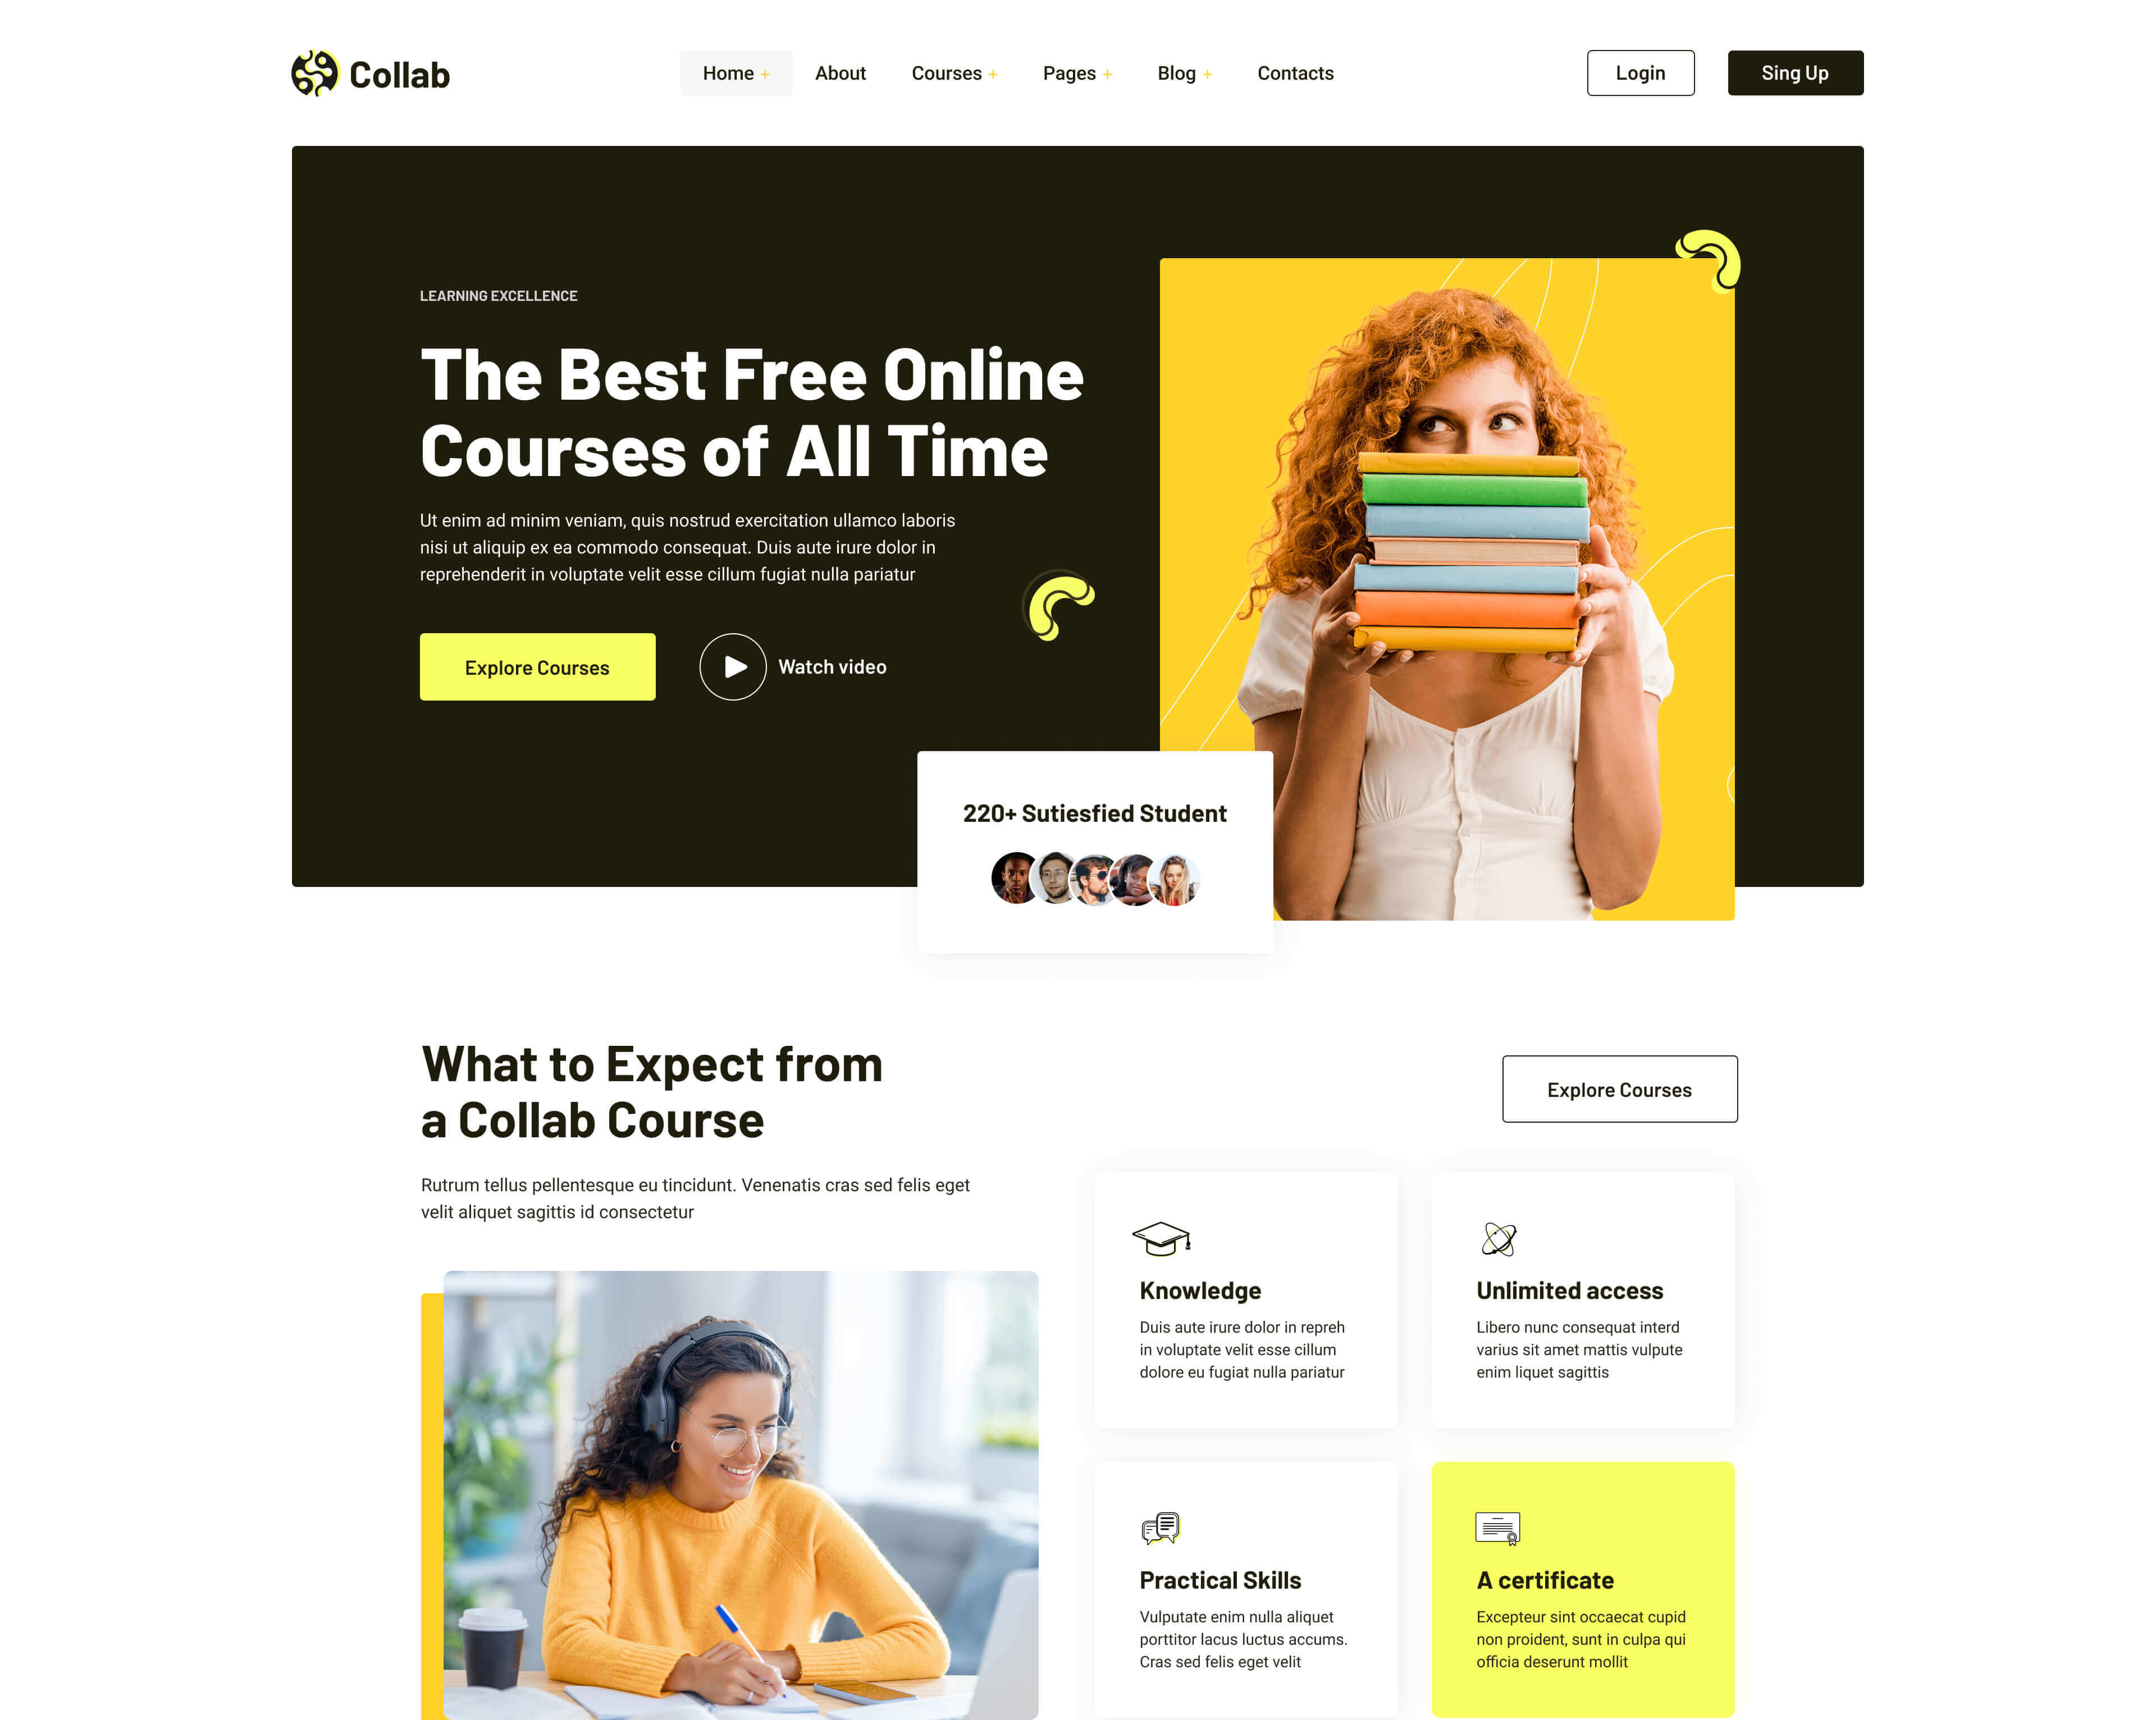 Collab
Home + About Courses + Pages + Blog + Contacts
Login
Sing Up
LEARNING EXCELLENCE
The Best Free Online
Courses of All Time
Ut enim ad minim veniam, quis nostrud exercitation ullamco laboris
nisi ut aliquip ex ea commodo consequat. Duis aute irure dolor in
reprehenderit in voluptate velit esse cillum fugiat nulla pariatur
Explore Courses
Watch video
220+ Sutiesfied Student
What to Expect from
a Collab Course
Explore Courses
Rutrum tellus pellentesque eu tincidunt. Venenatis cras sed felis eget
velit aliquet sagittis id consectetur
Knowledge
Duis aute irure dolor in repreh
in voluptate velit esse cillum
dolore eu fugiat nulla pariatur
Unlimited access
Libero nunc consequat interd
varius sit amet mattis vulpute
enim liquet sagittis
Practical Skills
Vulputate enim nulla aliquet
porttitor lacus luctus accums.
Cras sed felis eget velit
A certificate
Excepteur sint occaecat cupid
non proident, sunt in culpa qui
officia deserunt mollit